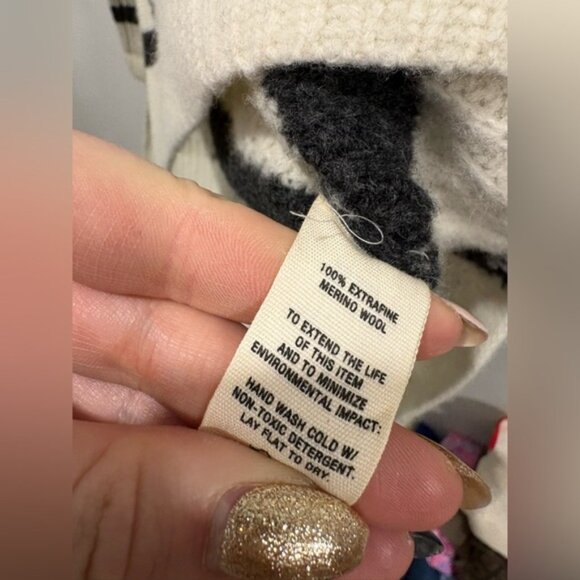 100% EXTRAFINE
MERINO WOOL
TO EXTEND THE LIFE
OF THIS ITEM
AND TO MINIMIZE
ENVIRONMENTAL IMPACT:
HAND WASH COLD W/
NON-TOXIC DETERGENT.
LAY FLAT TO DRY.